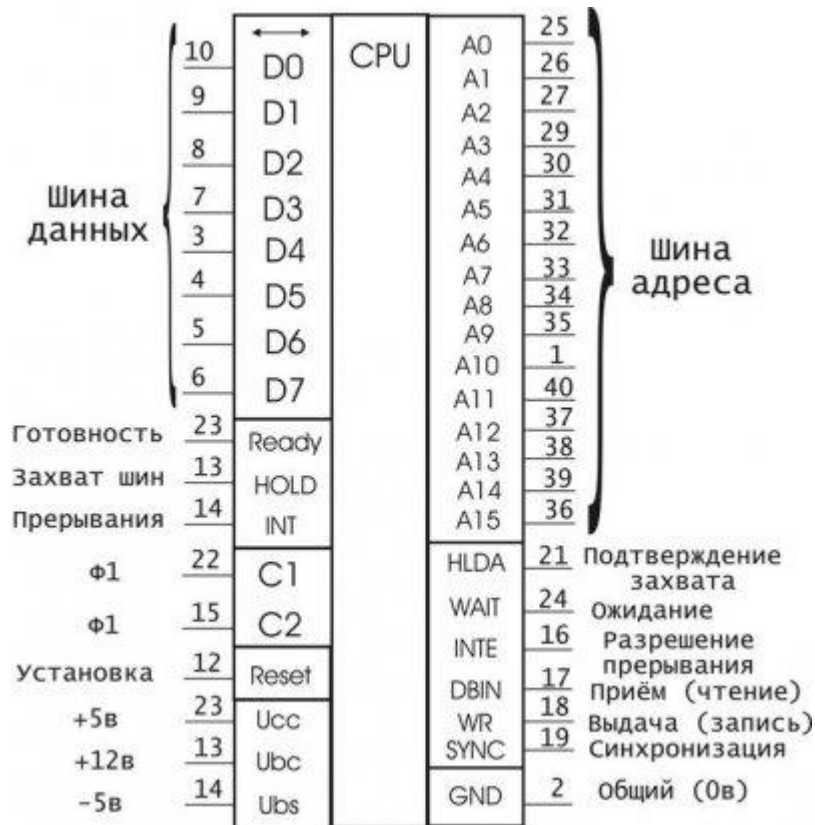 Шина
данных
10 D0
9 D1
8 D2
7 D3
3 D4
4 D5
5 D6
6 D7
Готовность 23 Ready
Захват шин 13 HOLD
Прерывания 14 INT
Ф1 22 C1
Ф1 15 C2
Установка 12 Reset
+5в 23 Ucc
+12в 13 Ubc
-5в 14 Ubs
CPU
A0 25
A1 26
A2 27
A3 29
A4 30
A5 31
A6 32
A7 33
A8 34
A9 35
A10 1
A11 40
A12 37
A13 38
A14 39
A15 36
Шина
адреса
HLDA 21 Подтверждение
захвата
WAIT 24 Ожидание
INTE 16 Разрешение
прерывания
DBIN 17 Приём (чтение)
WR 18 Выдача (запись)
SYNC 19 Синхронизация
GND 2 Общий (0в)